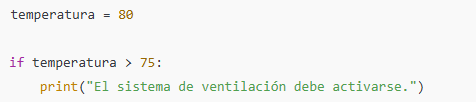 temperatura = 80
if temperatura > 75:
    print("El sistema de ventilación debe activarse.")